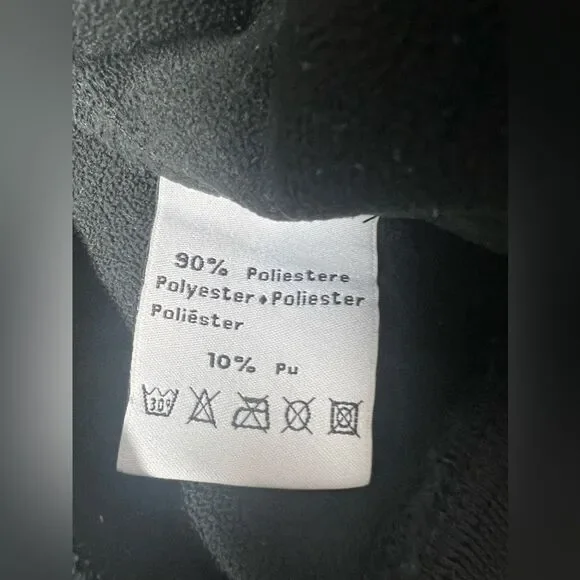 90% Poliestere
Polyester♦Poliester
Poliéster
10% Pu
30°